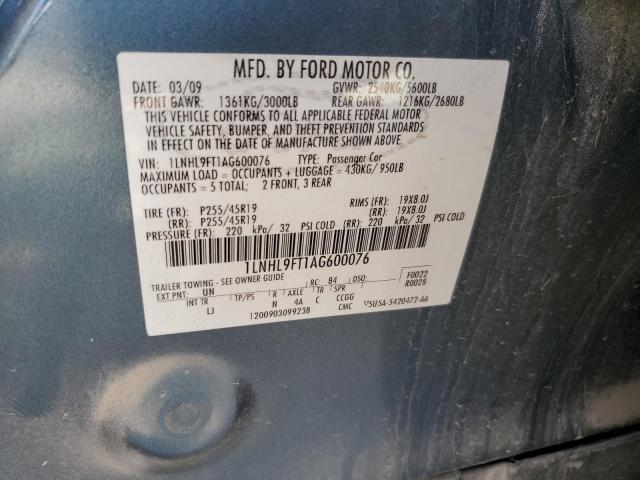 MFD. BY FORD MOTOR CO.
DATE: 03/09 GVWR: 2540KG/5600LB
FRONT GAWR: 1361KG/3000LB REAR GAWR: 1216KG/2680LB
THIS VEHICLE CONFORMS TO ALL APPLICABLE FEDERAL MOTOR
VEHICLE SAFETY, BUMPER, AND THEFT PREVENTION STANDARDS
IN EFFECT ON THE DATE OF MANUFACTURE SHOWN ABOVE.
VIN: 1LNHL9FT1AG600076 TYPE: Passenger Car
MAXIMUM LOAD = OCCUPANTS + LUGGAGE = 430KG/950LB
OCCUPANTS = 5 TOTAL; 2 FRONT, 3 REAR
TIRE (FR): P255/45R19 RIMS (FR): 19X8.0J
(RR): P255/45R19 (RR): 19X8.0J
PRESSURE (FR): 220 kPa/ 32 PSI COLD (RR): 220 kPa/ 32 PSI COLD
1LNHL9FT1AG600076
TRAILER TOWING - SEE OWNER GUIDE RC: 84 DSO: F0022
EXT PNT: UN R0028
INT TR TP/PS R AXLE TR SPR
LJ N 4A C CCGG
1200903099238 CMC 5U5A-5420472-AA